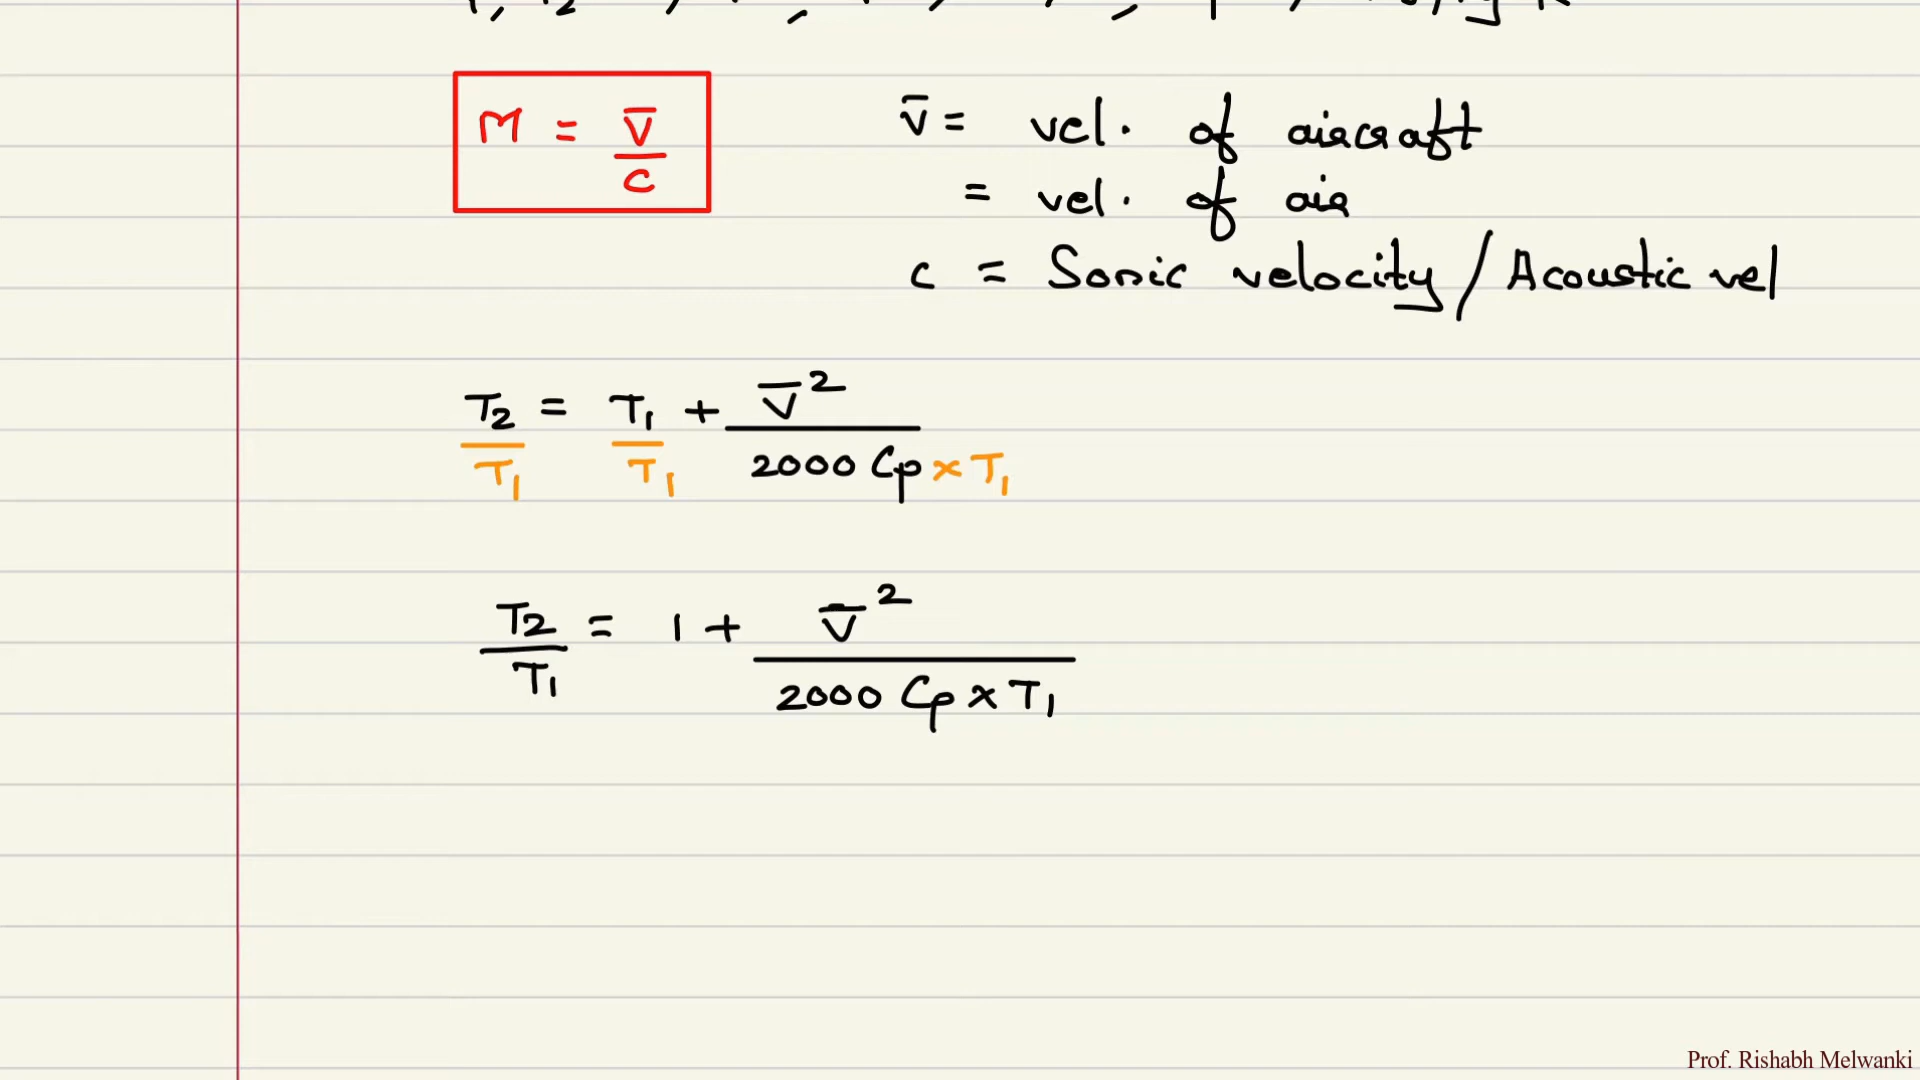 M = V̄/c
V̄ = vel. of aircraft
= vel. of air
c = Sonic velocity / Acoustic vel
T₂/T₁ = T₁/T₁ + V̄²/(2000 Cp × T₁)
T₂/T₁ = 1 + V̄²/(2000 Cp × T₁)
Prof. Rishabh Melwanki